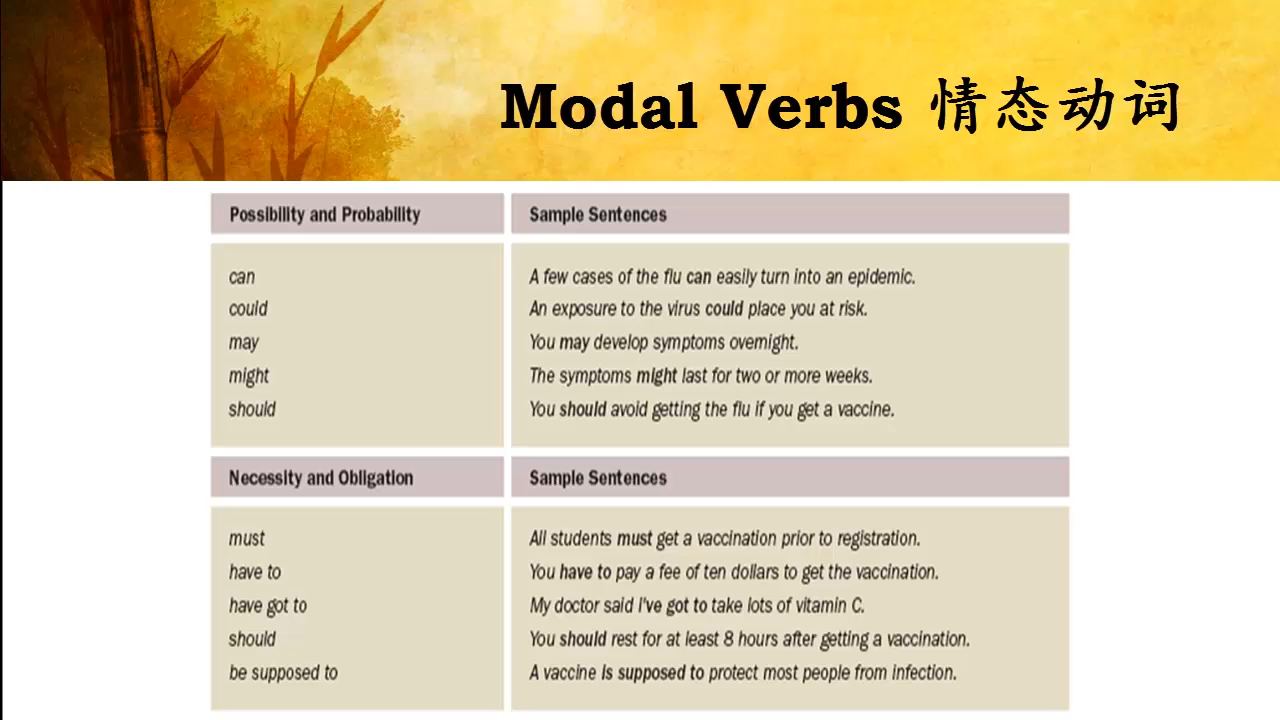 Modal Verbs 情态动词
Possibility and Probability Sample Sentences
can A few cases of the flu can easily turn into an epidemic.
could An exposure to the virus could place you at risk.
may You may develop symptoms overnight.
might The symptoms might last for two or more weeks.
should You should avoid getting the flu if you get a vaccine.
Necessity and Obligation Sample Sentences
must All students must get a vaccination prior to registration.
have to You have to pay a fee of ten dollars to get the vaccination.
have got to My doctor said I've got to take lots of vitamin C.
should You should rest for at least 8 hours after getting a vaccination.
be supposed to A vaccine is supposed to protect most people from infection.